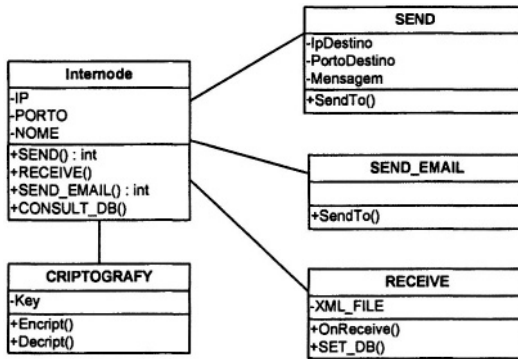 SEND
-IpDestino
-PortoDestino
-Mensagem
+SendTo()
Internode
-IP
-PORTO
-NOME
+SEND() : int
+RECEIVE()
+SEND_EMAIL() : int
+CONSULT_DB()
SEND_EMAIL
+SendTo()
CRIPTOGRAFY
-Key
+Encript()
+Decript()
RECEIVE
-XML_FILE
+OnReceive()
+SET_DB()